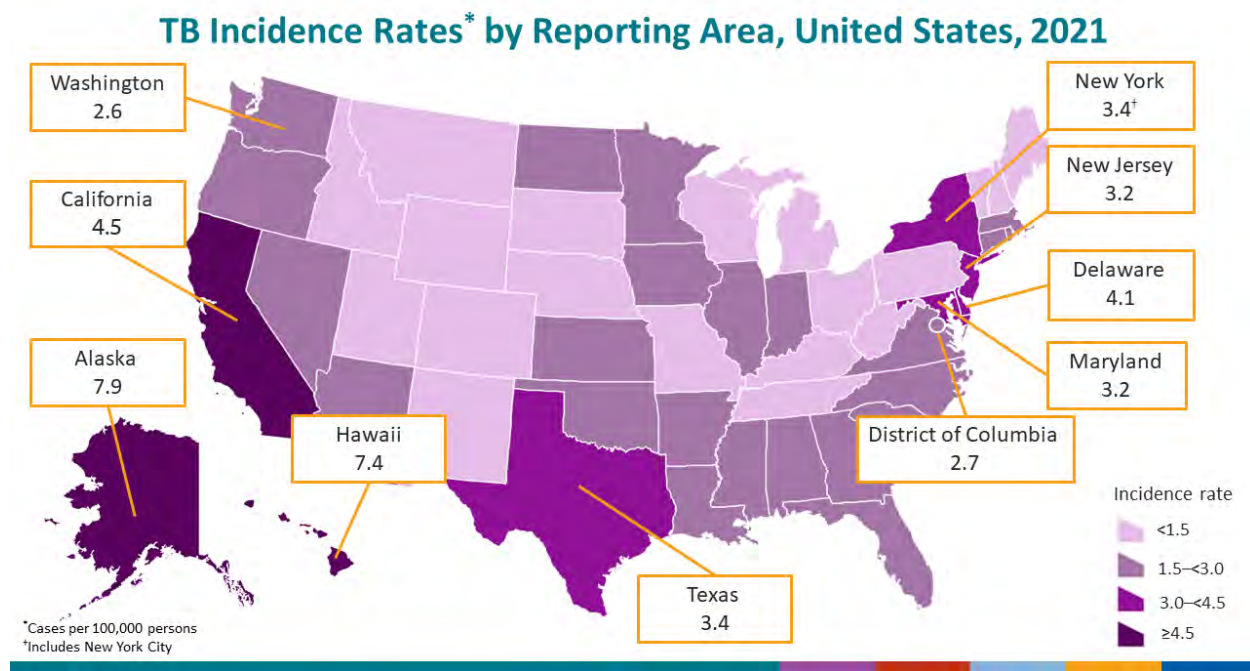 TB Incidence Rates* by Reporting Area, United States, 2021
Washington
2.6
California
4.5
Alaska
7.9
Hawaii
7.4
Texas
3.4
New York
3.4†
New Jersey
3.2
Delaware
4.1
Maryland
3.2
District of Columbia
2.7
Incidence rate
<1.5
1.5–<3.0
3.0–<4.5
≥4.5
*Cases per 100,000 persons
†Includes New York City